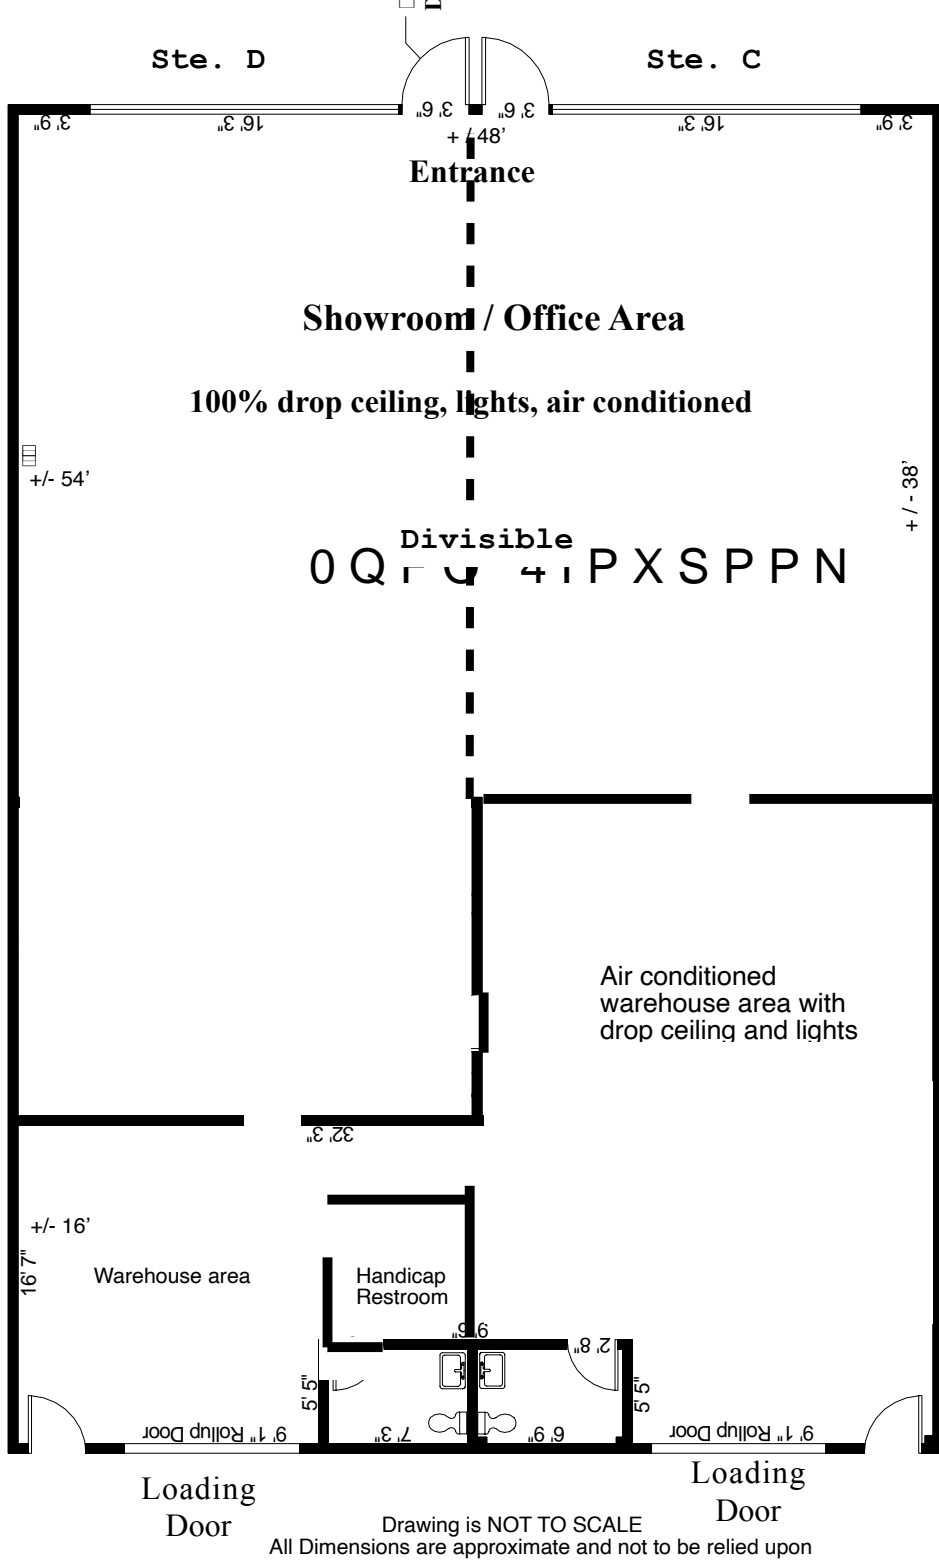 D
Ste. D
Ste. C
3' 9"
16' 3"
3' 6"
3' 6"
16' 3"
3' 9"
+ / 48’
Entrance
Showroom / Office Area
100% drop ceiling, lights, air conditioned
+/- 54’
+ / - 38’
Divisible
Air conditioned
warehouse area with
drop ceiling and lights
32' 3"
+/- 16’
16' 7"
Warehouse area
Handicap
Restroom
9' 6"
2' 8"
5' 5"
5' 5"
9' 1" Rollup Door
7' 3"
6' 9"
9' 1" Rollup Door
Loading
Door
Loading
Door
Drawing is NOT TO SCALE
All Dimensions are approximate and not to be relied upon